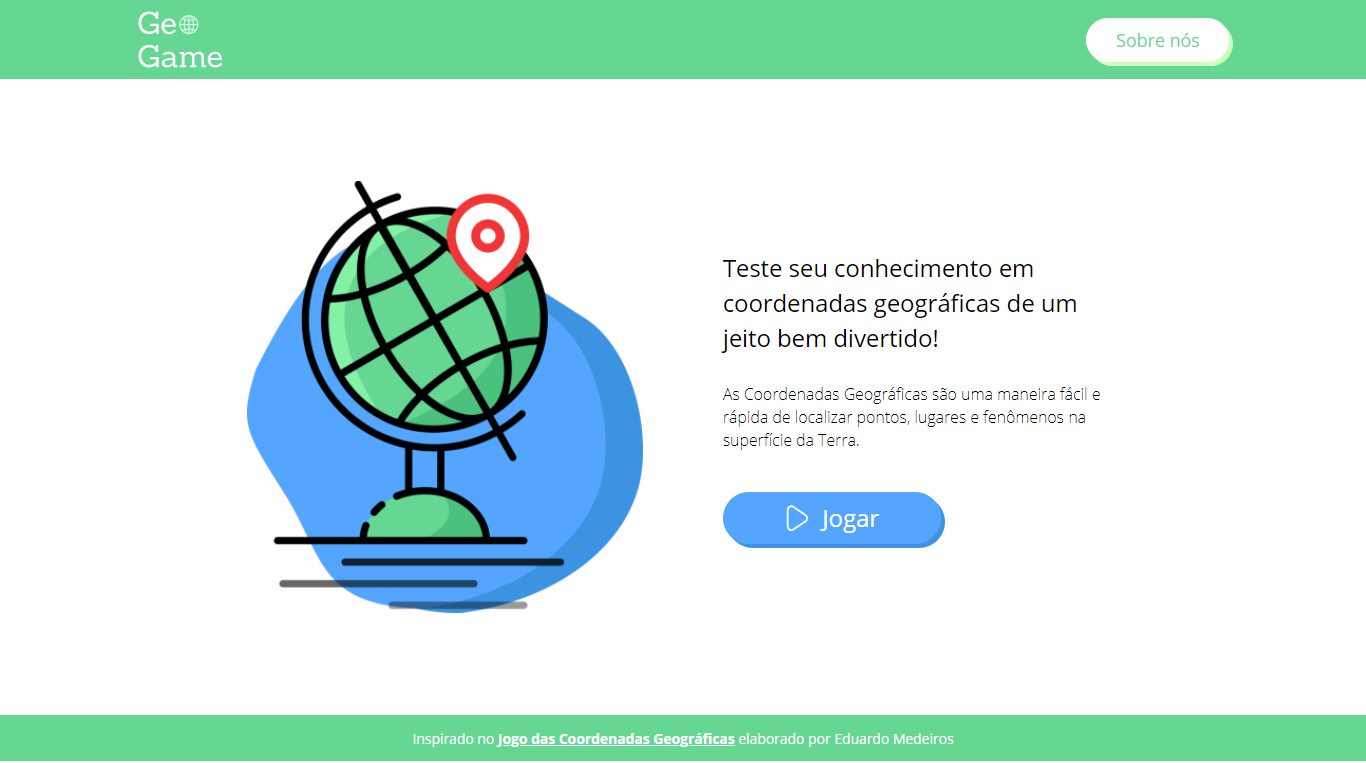 Geo
Game
Sobre nós
Teste seu conhecimento em
coordenadas geográficas de um
jeito bem divertido!
As Coordenadas Geográficas são uma maneira fácil e
rápida de localizar pontos, lugares e fenômenos na
superfície da Terra.
Jogar
Inspirado no Jogo das Coordenadas Geográficas elaborado por Eduardo Medeiros